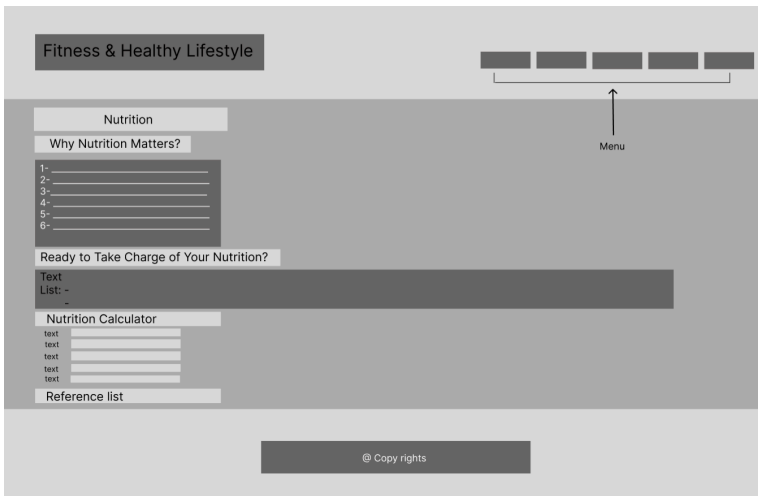 Fitness & Healthy Lifestyle
Menu
Nutrition
Why Nutrition Matters?
1-
2-
3-
4-
5-
6-
Ready to Take Charge of Your Nutrition?
Text
List: -
-
Nutrition Calculator
text
text
text
text
text
Reference list
@ Copy rights